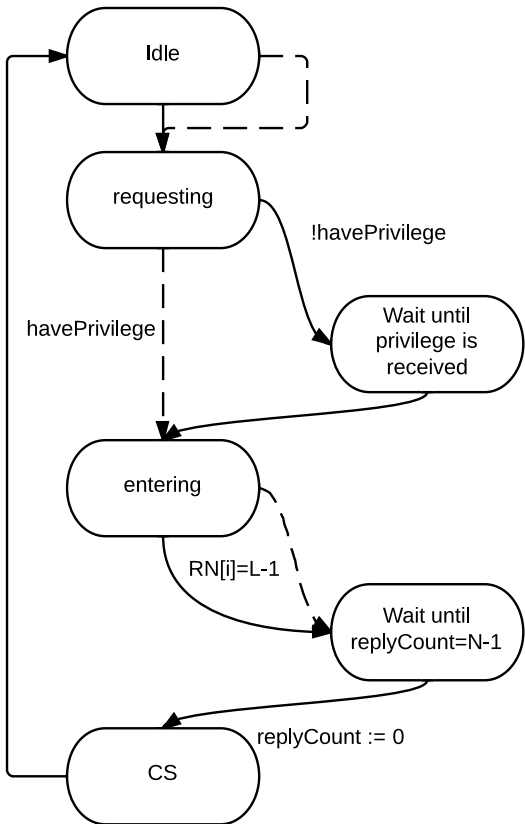 Idle
requesting
!havePrivilege
havePrivilege
Wait until
privilege is
received
entering
RN[i]=L-1
Wait until
replyCount=N-1
replyCount := 0
CS